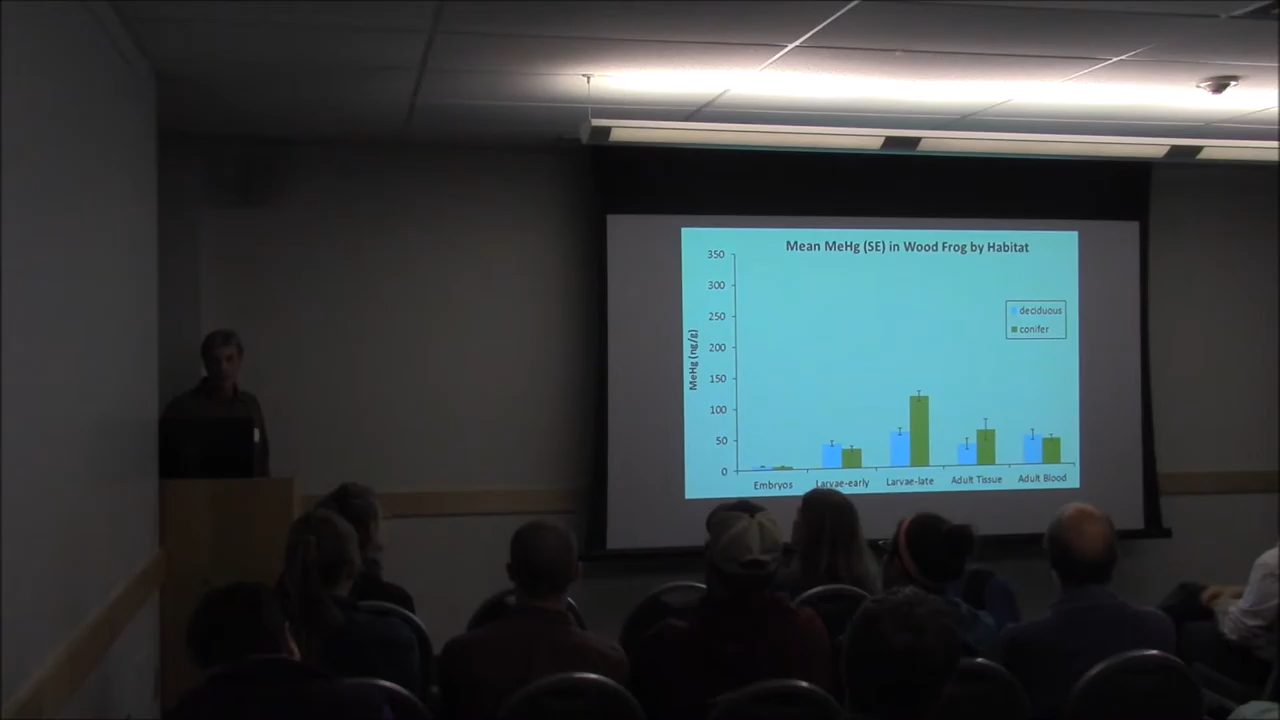 Mean MeHg (SE) in Wood Frog by Habitat
350
300
250
200
150
100
50
0
MeHg (ng/g)
deciduous
conifer
Embryos
Larvae-early
Larvae-late
Adult Tissue
Adult Blood